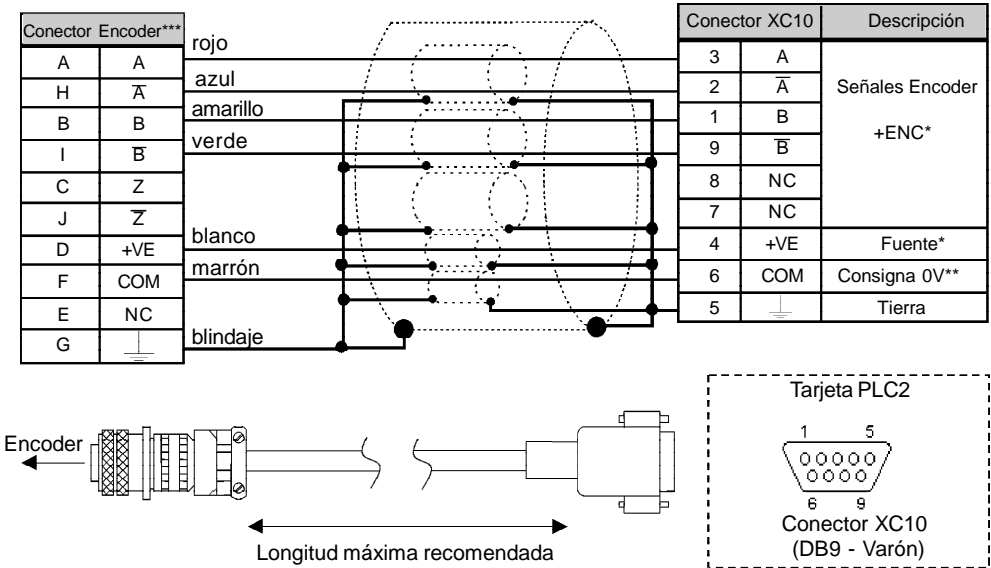 Conector Encoder***
A A
H A̅
B B
I B̅
C Z
J Z̅
D +VE
F COM
E NC
G
rojo
azul
amarillo
verde
blanco
marrón
blindaje
Conector XC10 Descripción
3 A
2 A̅
1 B
9 B̅
8 NC
7 NC
4 +VE
6 COM
5
Señales Encoder
+ENC*
Fuente*
Consigna 0V**
Tierra
Encoder
Longitud máxima recomendada
Tarjeta PLC2
1 5
6 9
Conector XC10
(DB9 - Varón)